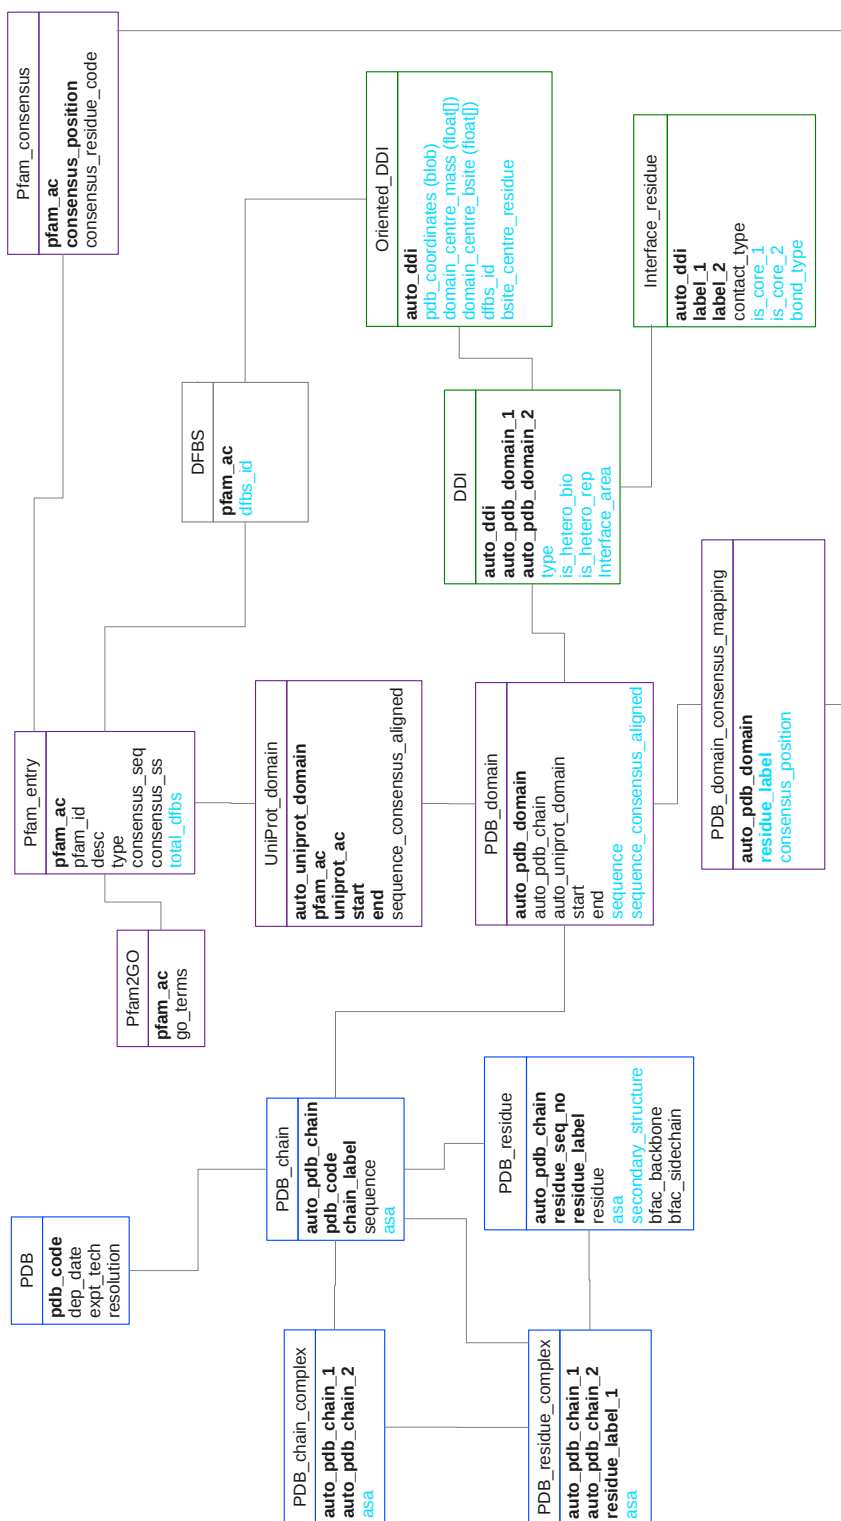 PDB
pdb_code
dep_date
expt_tech
resolution
Pfam2GO
pfam_ac
go_terms
Pfam_entry
pfam_ac
pfam_id
desc
type
consensus_seq
consensus_ss
total_dfbs
Pfam_consensus
pfam_ac
consensus_position
consensus_residue_code
DFBS
pfam_ac
dfbs_id
PDB_chain_complex
auto_pdb_chain_1
auto_pdb_chain_2
asa
PDB_chain
auto_pdb_chain
pdb_code
chain_label
sequence
asa
UniProt_domain
auto_uniprot_domain
pfam_ac
uniprot_ac
start
end
sequence_consensus_aligned
Oriented_DDI
auto_ddi
pdb_coordinates (blob)
domain_centre_mass (float[])
domain_centre_bsite (float[])
dfbs_id
bsite_centre_residue
PDB_residue_complex
auto_pdb_chain_1
auto_pdb_chain_2
residue_label_1
asa
PDB_residue
auto_pdb_chain
residue_seq_no
residue_label
residue
asa
secondary_structure
bfac_backbone
bfac_sidechain
PDB_domain
auto_pdb_domain
auto_pdb_chain
auto_uniprot_domain
start
end
sequence
sequence_consensus_aligned
DDI
auto_ddi
auto_pdb_domain_1
auto_pdb_domain_2
type
is_hetero_bio
is_hetero_rep
Interface_area
Interface_residue
auto_ddi
label_1
label_2
contact_type
is_core_1
is_core_2
bond_type
PDB_domain_consensus_mapping
auto_pdb_domain
residue_label
consensus_position